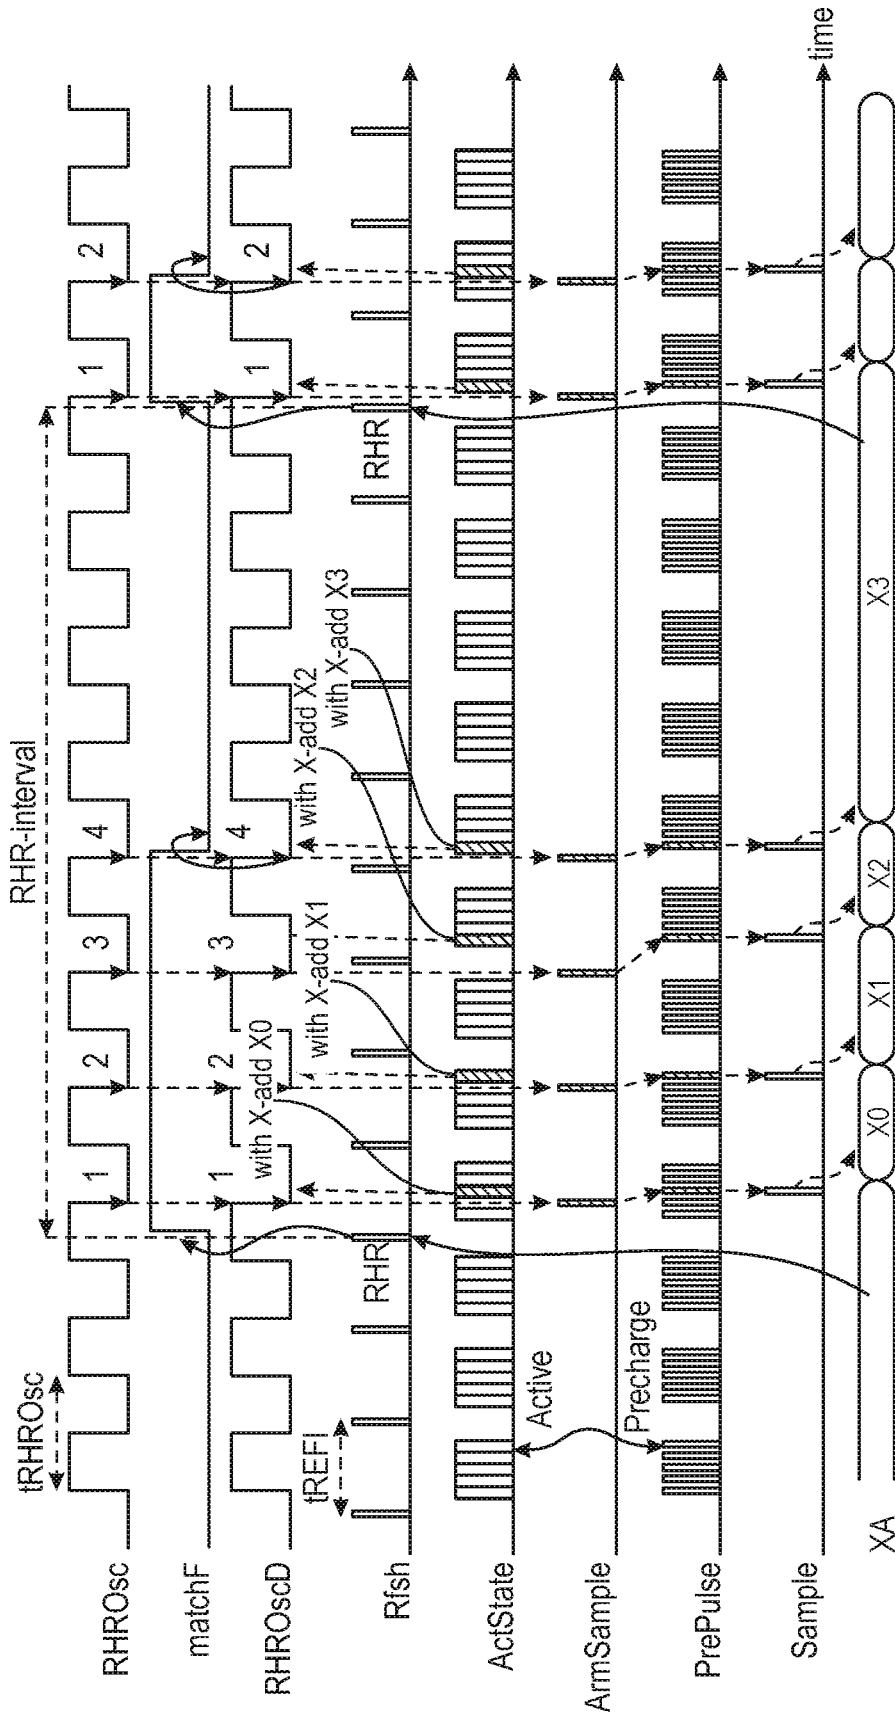 RHR-interval
tRHROsc
RHROsc
1
2
3
4
1
2
matchF
RHROscD
1
2
3
4
1
2
with X-add X0
with X-add X1
with X-add X2
with X-add X3
tREFI
Rfsh
RHR
RHR
ActState
Active
ArmSample
Precharge
PrePulse
Sample
time
XA
X0
X1
X2
X3